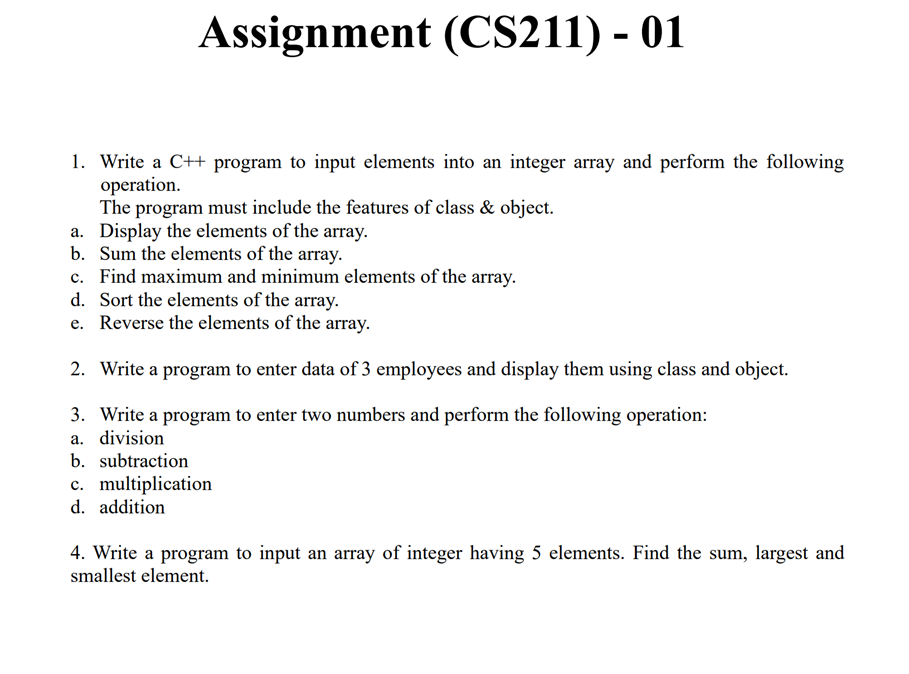 Assignment (CS211) - 01
1. Write a C++ program to input elements into an integer array and perform the following
operation.
The program must include the features of class & object.
a. Display the elements of the array.
b. Sum the elements of the array.
c. Find maximum and minimum elements of the array.
d. Sort the elements of the array.
e. Reverse the elements of the array.
2. Write a program to enter data of 3 employees and display them using class and object.
3. Write a program to enter two numbers and perform the following operation:
a. division
b. subtraction
c. multiplication
d. addition
4. Write a program to input an array of integer having 5 elements. Find the sum, largest and
smallest element.